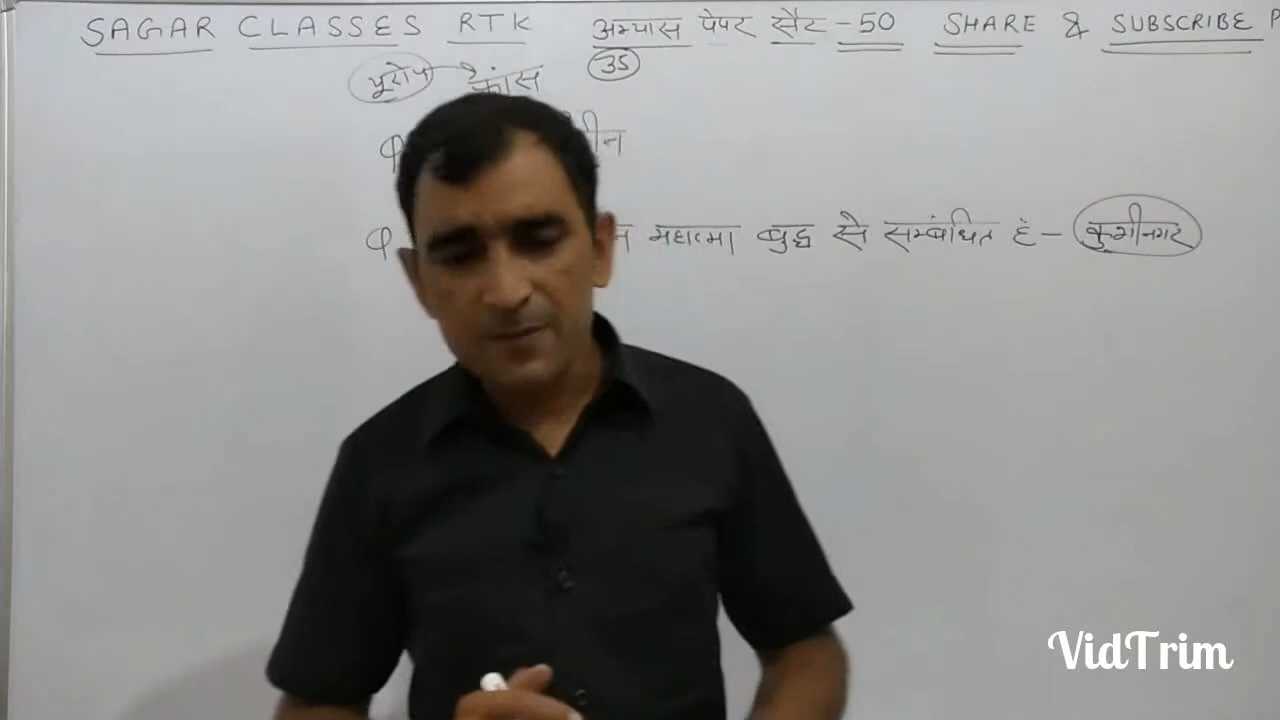 SAGAR CLASSES RTK अभ्यास पेपर सैट - 50 SHARE & SUBSCRIBE P
यूरोप फ्रांस 35
महात्मा बुद्ध से सम्बंधित है - कुशीनगर
VidTrim